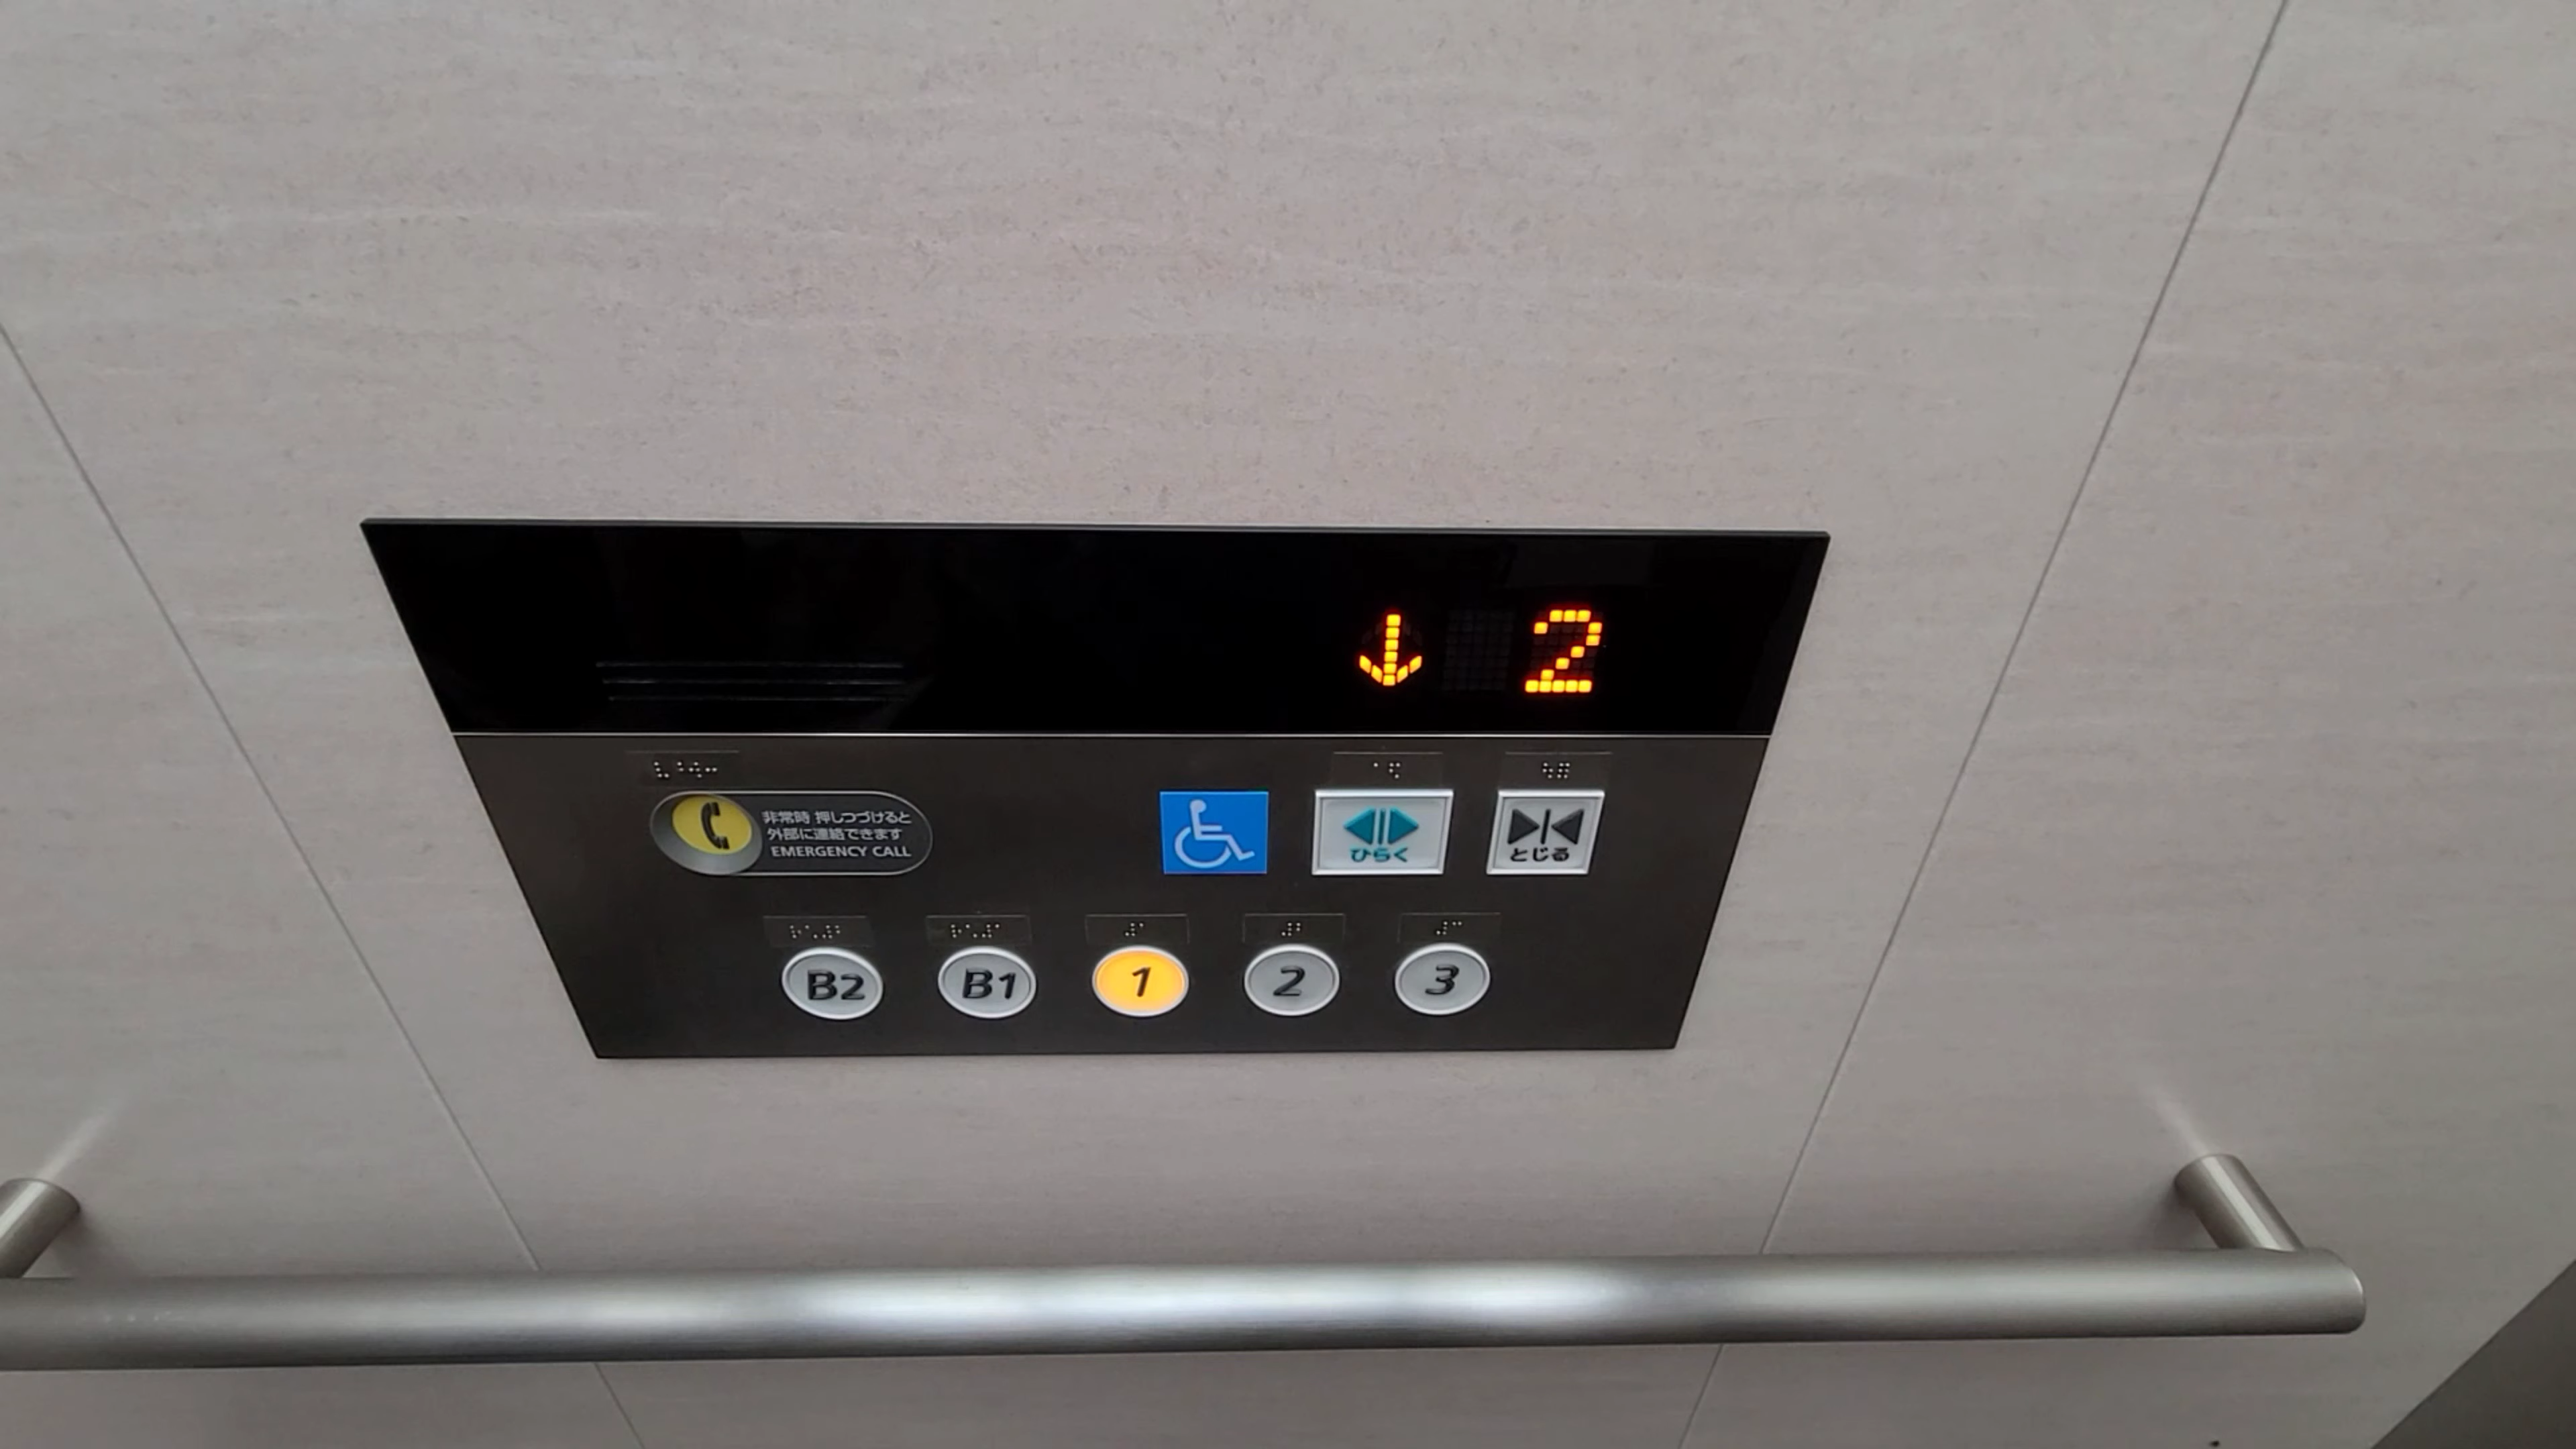 ↓ 2
非常時 押しつづけると
外部に連絡できます
EMERGENCY CALL
ひらく
とじる
B2 B1 1 2 3